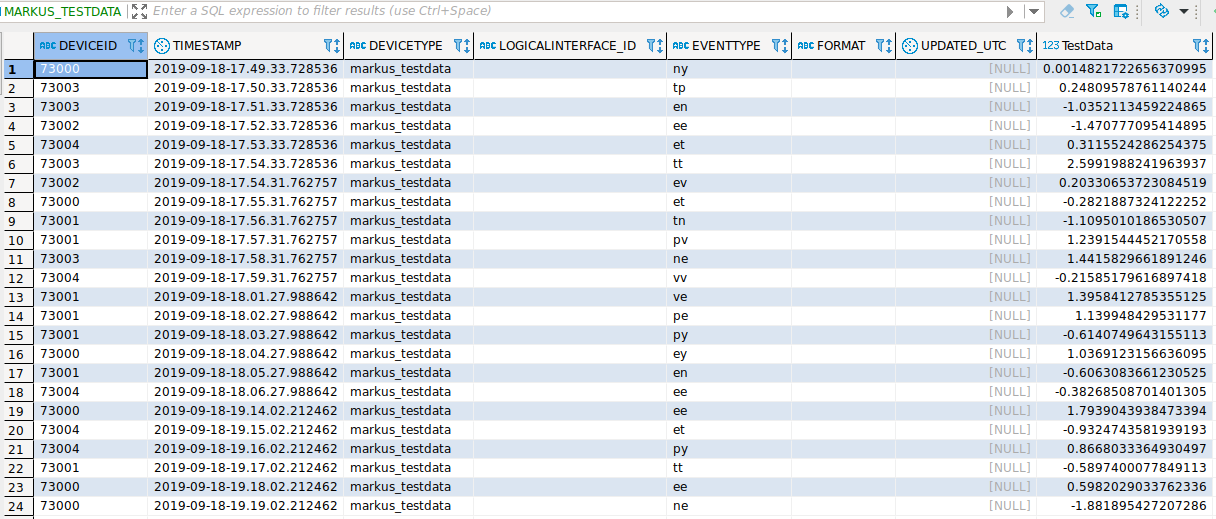 MARKUS_TESTDATA Enter a SQL expression to filter results (use Ctrl+Space)
ABC DEVICEID TIMESTAMP ABC DEVICETYPE ABC LOGICALINTERFACE_ID ABC EVENTTYPE ABC FORMAT UPDATED_UTC 123 TestData
1 73000 2019-09-18-17.49.33.728536 markus_testdata ny [NULL] 0.0014821722656370995
2 73003 2019-09-18-17.50.33.728536 markus_testdata tp [NULL] 0.24809578761140244
3 73003 2019-09-18-17.51.33.728536 markus_testdata en [NULL] -1.0352113459224865
4 73002 2019-09-18-17.52.33.728536 markus_testdata ee [NULL] -1.470777095414895
5 73004 2019-09-18-17.53.33.728536 markus_testdata et [NULL] 0.3115524286254375
6 73003 2019-09-18-17.54.33.728536 markus_testdata tt [NULL] 2.5991988241963937
7 73002 2019-09-18-17.54.31.762757 markus_testdata ev [NULL] 0.20330653723084519
8 73000 2019-09-18-17.55.31.762757 markus_testdata et [NULL] -0.2821887324122252
9 73001 2019-09-18-17.56.31.762757 markus_testdata tn [NULL] -1.1095010186530507
10 73001 2019-09-18-17.57.31.762757 markus_testdata pv [NULL] 1.2391544452170558
11 73003 2019-09-18-17.58.31.762757 markus_testdata ne [NULL] 1.4415829661891246
12 73004 2019-09-18-17.59.31.762757 markus_testdata vv [NULL] -0.21585179616897418
13 73001 2019-09-18-18.01.27.988642 markus_testdata ve [NULL] 1.3958412785355125
14 73001 2019-09-18-18.02.27.988642 markus_testdata pe [NULL] 1.139948429531177
15 73001 2019-09-18-18.03.27.988642 markus_testdata py [NULL] -0.6140749643155113
16 73000 2019-09-18-18.04.27.988642 markus_testdata ey [NULL] 1.0369123156636095
17 73001 2019-09-18-18.05.27.988642 markus_testdata en [NULL] -0.6063083661230525
18 73004 2019-09-18-18.06.27.988642 markus_testdata ee [NULL] -0.38268508701401305
19 73000 2019-09-18-19.14.02.212462 markus_testdata ee [NULL] 1.7939043938473394
20 73004 2019-09-18-19.15.02.212462 markus_testdata et [NULL] -0.9324743581939193
21 73004 2019-09-18-19.16.02.212462 markus_testdata py [NULL] 0.8668033364930497
22 73001 2019-09-18-19.17.02.212462 markus_testdata tt [NULL] -0.5897400077849113
23 73000 2019-09-18-19.18.02.212462 markus_testdata ee [NULL] 0.5982029033762336
24 73000 2019-09-18-19.19.02.212462 markus_testdata ne [NULL] -1.881895427207286